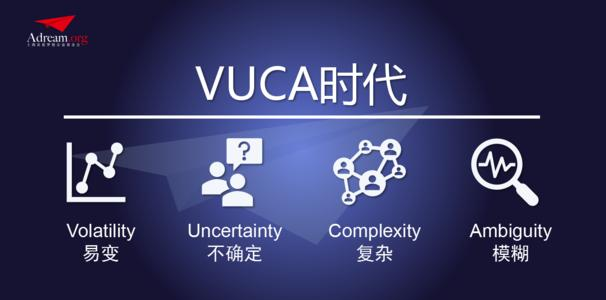 Adream.org
VUCA时代
?
Volatility
易变
Uncertainty
不确定
Complexity
复杂
Ambiguity
模糊